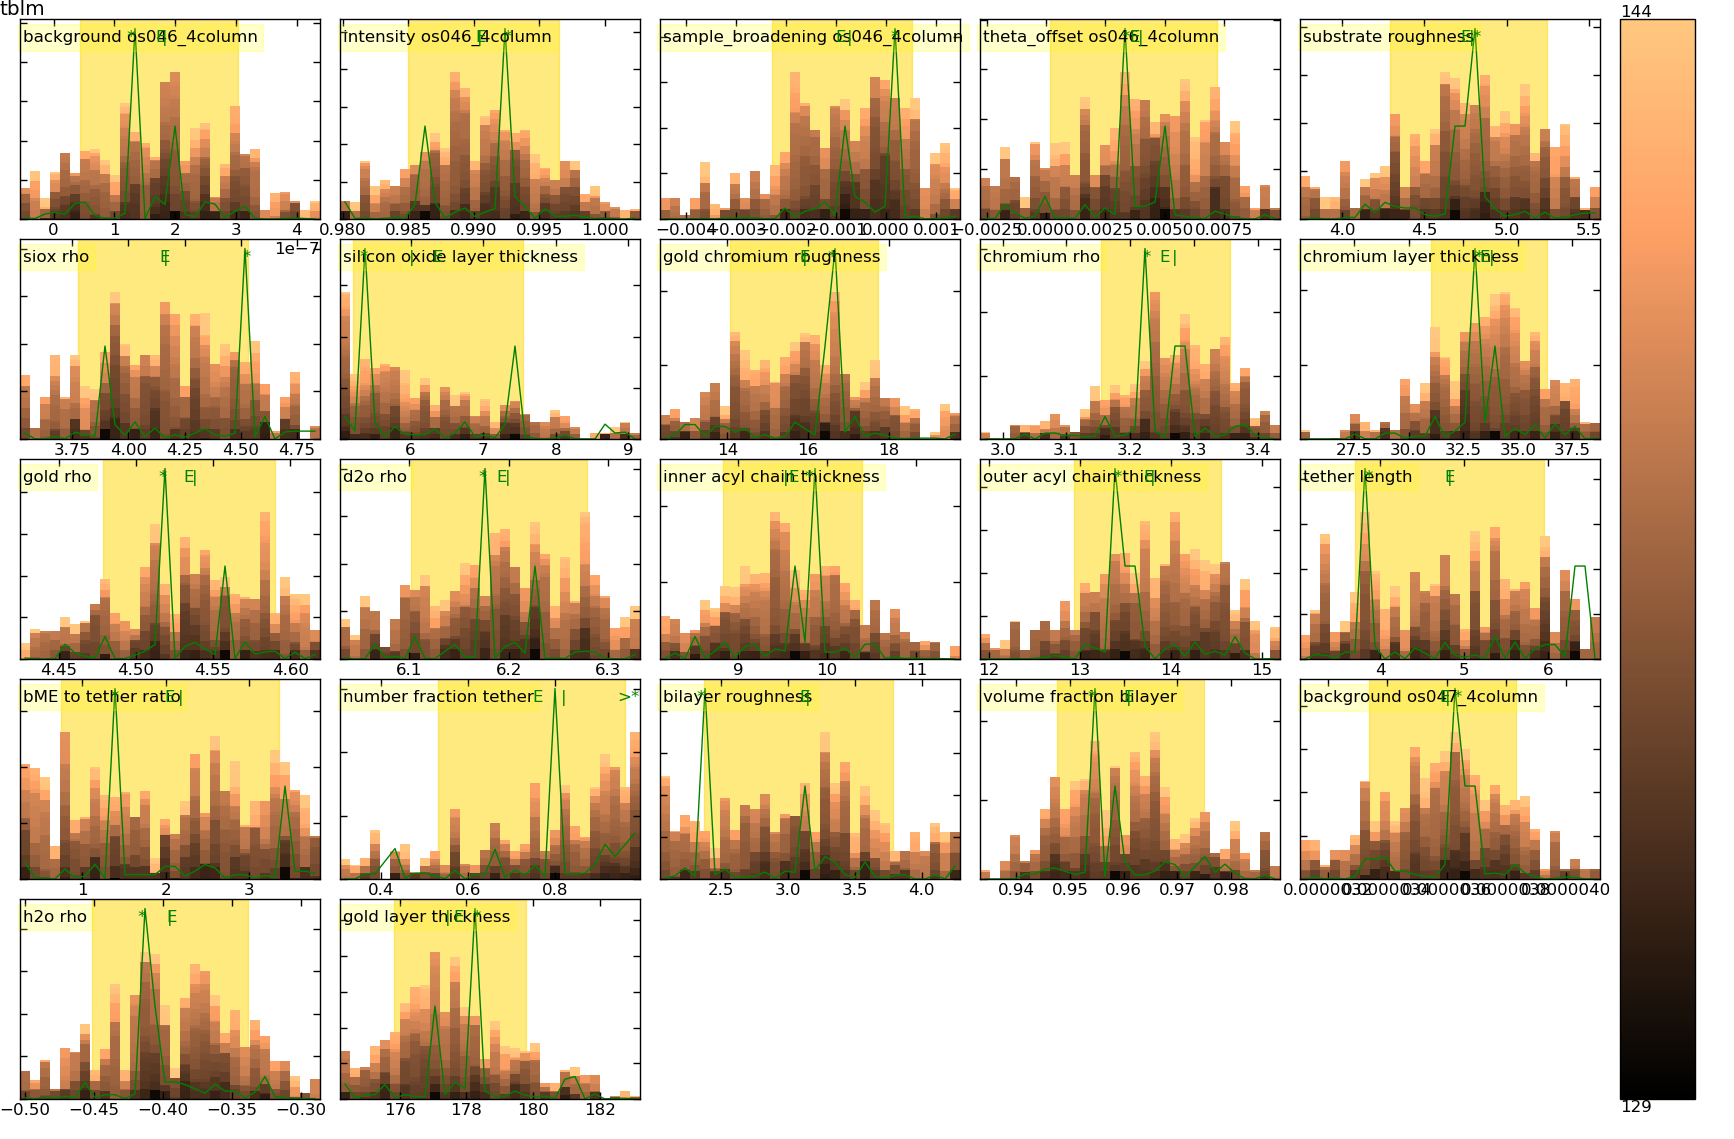 tblm
144
background os046_4column
intensity os046_4column
sample_broadening os046_4column
theta_offset os046_4column
substrate roughness
0 1 2 3 4
0.980 0.985 0.990 0.995 1.000
−0.004 −0.003 −0.002 −0.001 0.000 0.001
−0.0025 0.0000 0.0025 0.0050 0.0075
4.0 4.5 5.0 5.5
1e−7
siox rho
silicon oxide layer thickness
gold chromium roughness
chromium rho
chromium layer thickness
3.75 4.00 4.25 4.50 4.75
6 7 8 9
14 16 18
3.0 3.1 3.2 3.3 3.4
27.5 30.0 32.5 35.0 37.5
gold rho
d2o rho
inner acyl chain thickness
outer acyl chain thickness
tether length
4.45 4.50 4.55 4.60
6.1 6.2 6.3
9 10 11
12 13 14 15
4 5 6
bME to tether ratio
number fraction tether
bilayer roughness
volume fraction bilayer
background os047_4column
1 2 3
0.4 0.6 0.8
2.5 3.0 3.5 4.0
0.94 0.95 0.96 0.97 0.98
0.0000032 0.0000034 0.0000036 0.0000038 0.0000040
h2o rho
gold layer thickness
−0.50 −0.45 −0.40 −0.35 −0.30
176 178 180 182
129